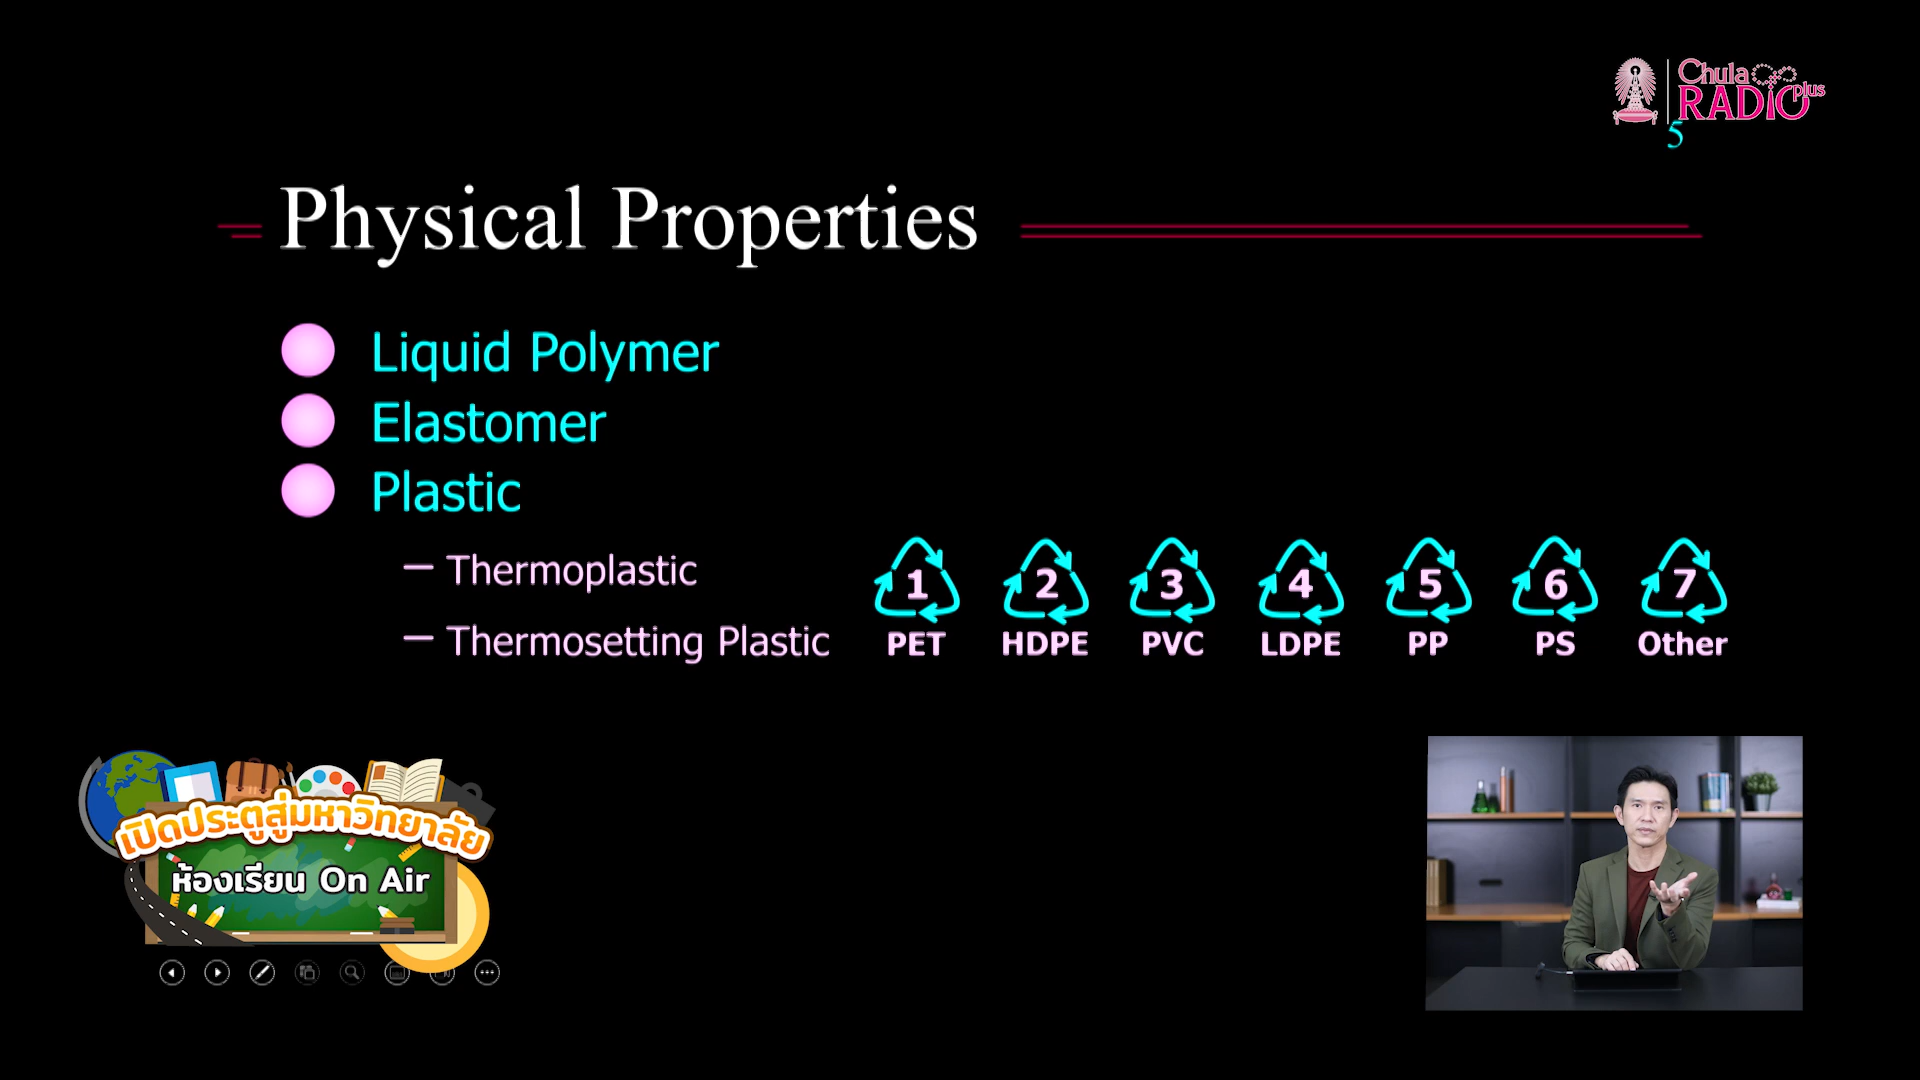 Chula
RADIO plus
5
Physical Properties
Liquid Polymer
Elastomer
Plastic
– Thermoplastic
– Thermosetting Plastic
1 2 3 4 5 6 7
PET HDPE PVC LDPE PP PS Other
เปิดประตูสู่มหาวิทยาลัย
ห้องเรียน On Air